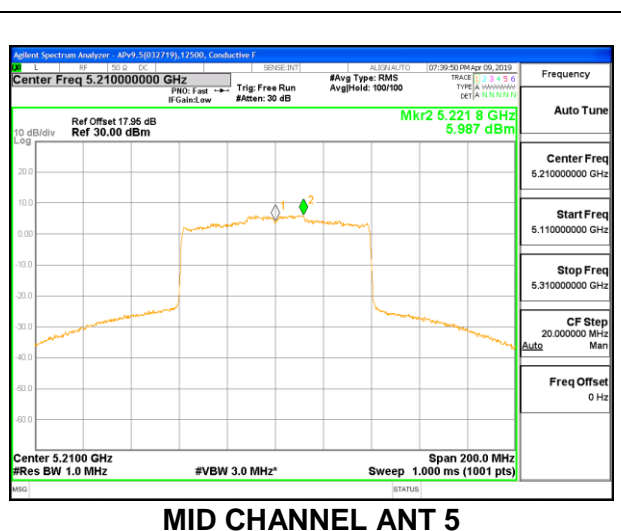 Agilent Spectrum Analyzer - APv9.5(032719),12500, Conductive F
L RF 50 Ω DC SENSE:INT ALIGN AUTO 07:39:50 PM Apr 09, 2019
Center Freq 5.210000000 GHz
PNO: Fast
IFGain:Low
Trig: Free Run
#Atten: 30 dB
#Avg Type: RMS
Avg|Hold: 100/100
TRACE 1 2 3 4 5 6
TYPE A WWWWW
DET A N N N N N
Frequency
Ref Offset 17.95 dB
Ref 30.00 dBm
10 dB/div
Log
Mkr2 5.221 8 GHz
5.987 dBm
20.0
10.0
0.00
-10.0
-20.0
-30.0
-40.0
-50.0
-60.0
1
2
Center 5.2100 GHz
#Res BW 1.0 MHz
#VBW 3.0 MHz*
Span 200.0 MHz
Sweep 1.000 ms (1001 pts)
MSG
STATUS
Auto Tune
Center Freq
5.210000000 GHz
Start Freq
5.110000000 GHz
Stop Freq
5.310000000 GHz
CF Step
20.000000 MHz
Auto Man
Freq Offset
0 Hz
MID CHANNEL ANT 5